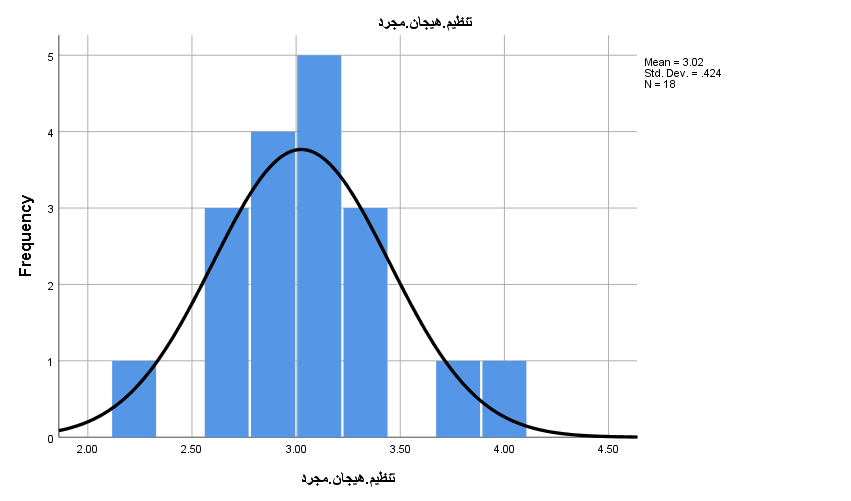 تنظیم.هیجان.مجرد
Mean = 3.02
Std. Dev. = .424
N = 18
Frequency
5
4
3
2
1
0
2.00 2.50 3.00 3.50 4.00 4.50
تنظیم.هیجان.مجرد